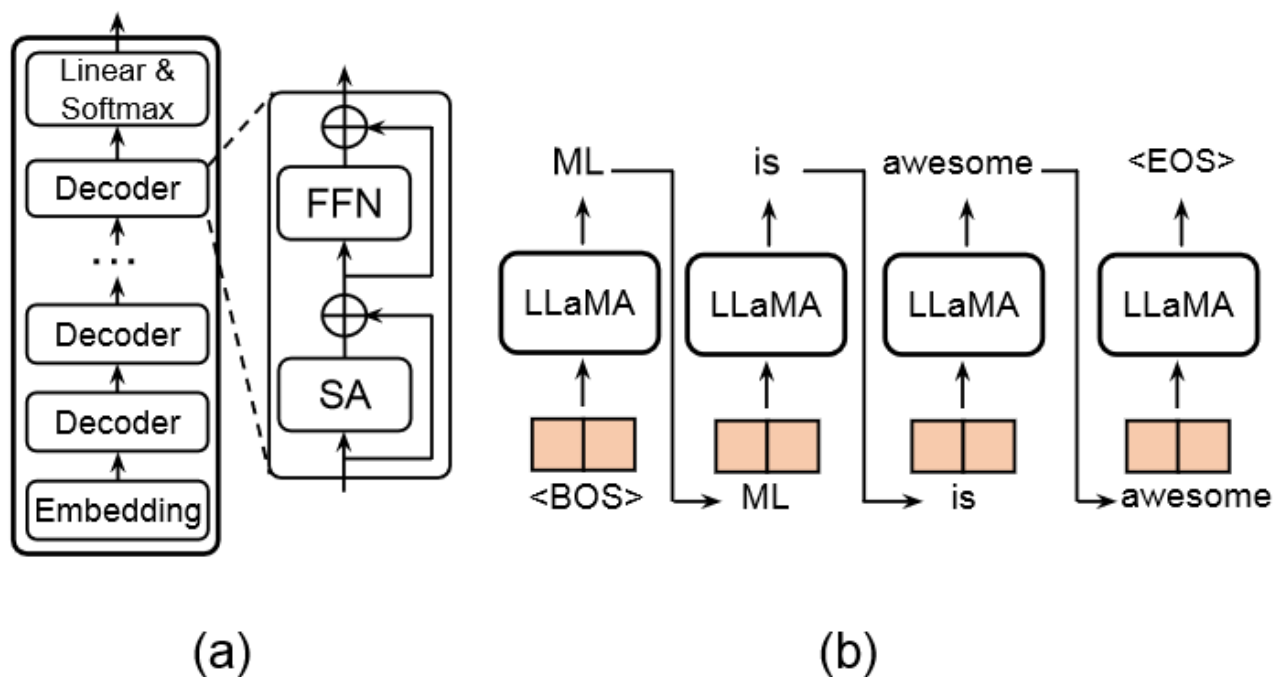 Linear &
Softmax
Decoder
...
Decoder
Decoder
Embedding
FFN
SA
(a)
ML is awesome <EOS>
LLaMA LLaMA LLaMA LLaMA
<BOS> ML is awesome
(b)